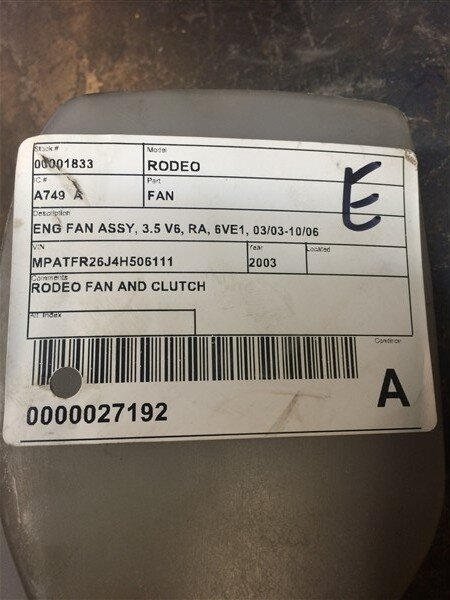 Stock # Model
00001833 RODEO
IC # Part
A749 A FAN
E
Description
ENG FAN ASSY, 3.5 V6, RA, 6VE1, 03/03-10/06
VIN Year Located
MPATFR26J4H506111 2003
Comments
RODEO FAN AND CLUTCH
Alt. Index
Condition
A
0000027192